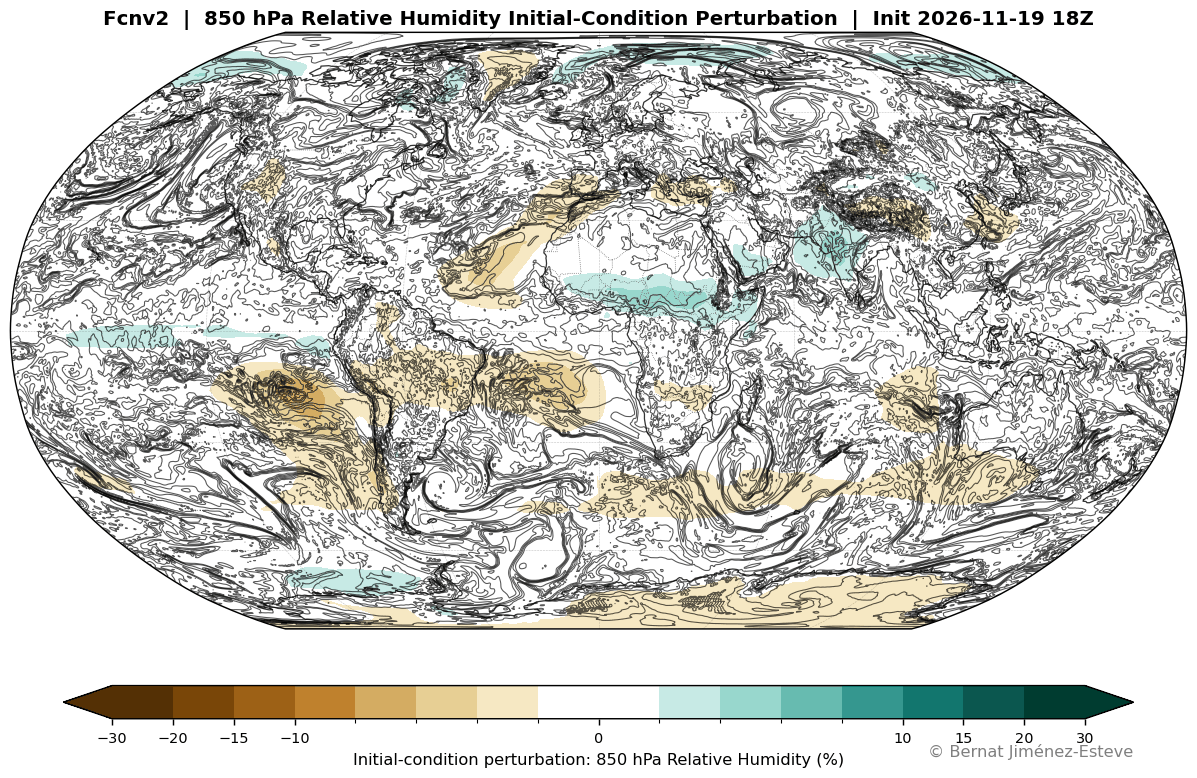 Fcnv2 | 850 hPa Relative Humidity Initial-Condition Perturbation | Init 2026-11-19 18Z
−30 −20 −15 −10 0 10 15 20 30
Initial-condition perturbation: 850 hPa Relative Humidity (%)
© Bernat Jiménez-Esteve